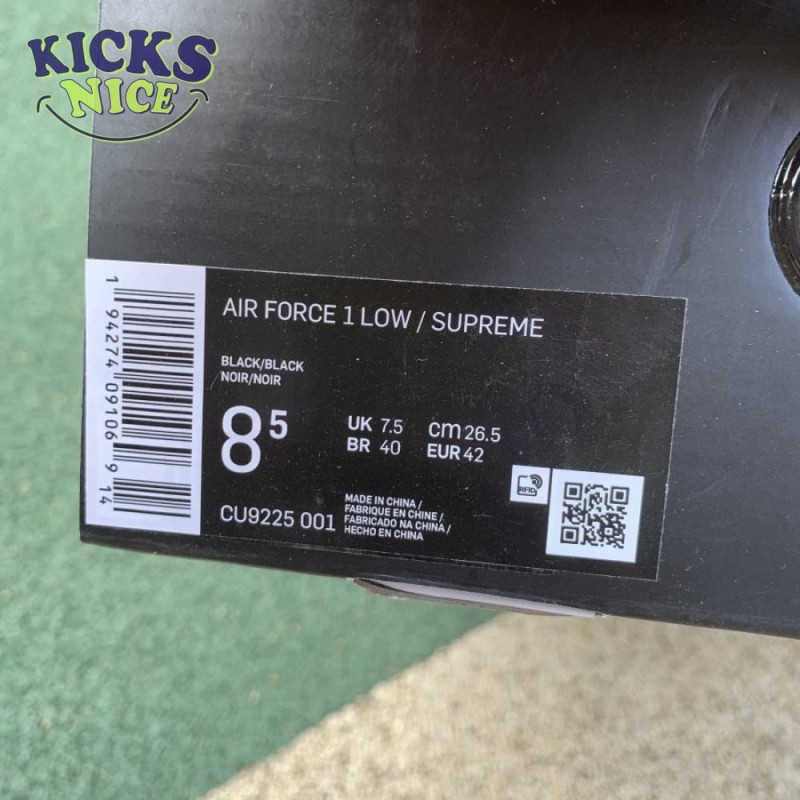 KICKS
NICE
1 94274 09106 9 14
AIR FORCE 1 LOW / SUPREME
BLACK/BLACK
NOIR/NOIR
8 5
UK 7.5
BR 40
cm 26.5
EUR 42
RFID
CU9225 001
MADE IN CHINA /
FABRIQUE EN CHINE /
FABRICADO NA CHINA /
HECHO EN CHINA